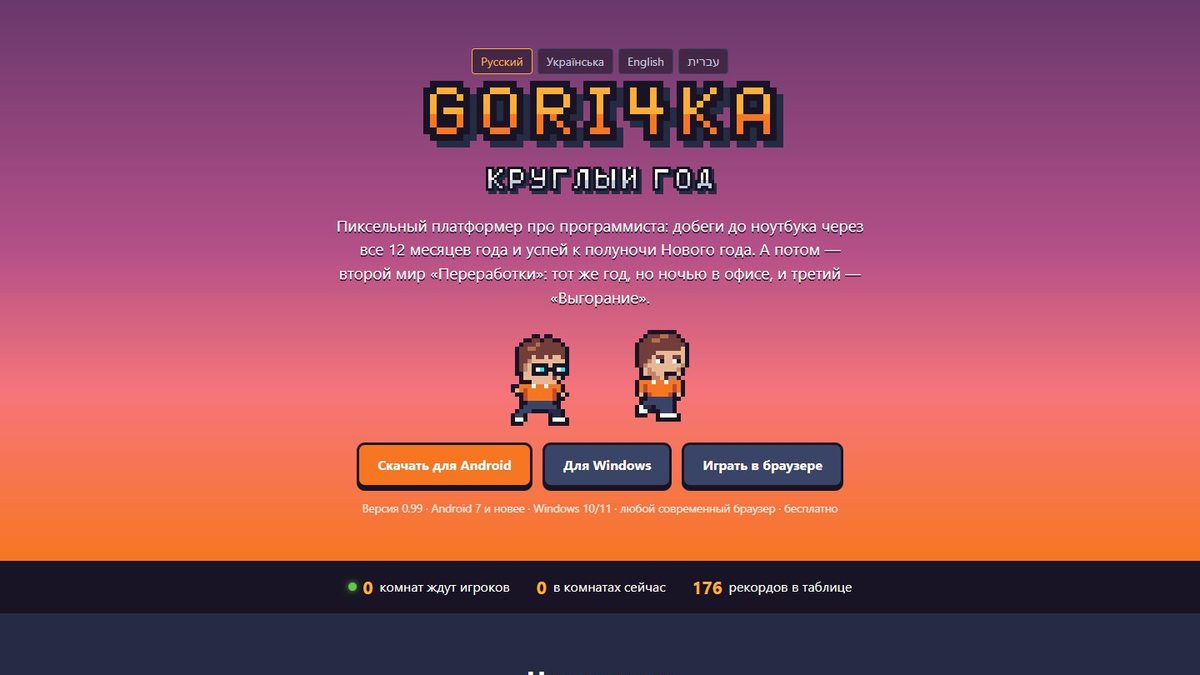 Русский Українська English עברית
GORI4KA
КРУГЛЫЙ ГОД
Пиксельный платформер про программиста: добеги до ноутбука через
все 12 месяцев года и успей к полуночи Нового года. А потом —
второй мир «Переработки»: тот же год, но ночью в офисе, и третий —
«Выгорание».
Скачать для Android Для Windows Играть в браузере
Версия 0.99 · Android 7 и новее · Windows 10/11 · любой современный браузер · бесплатно
0 комнат ждут игроков 0 в комнатах сейчас 176 рекордов в таблице